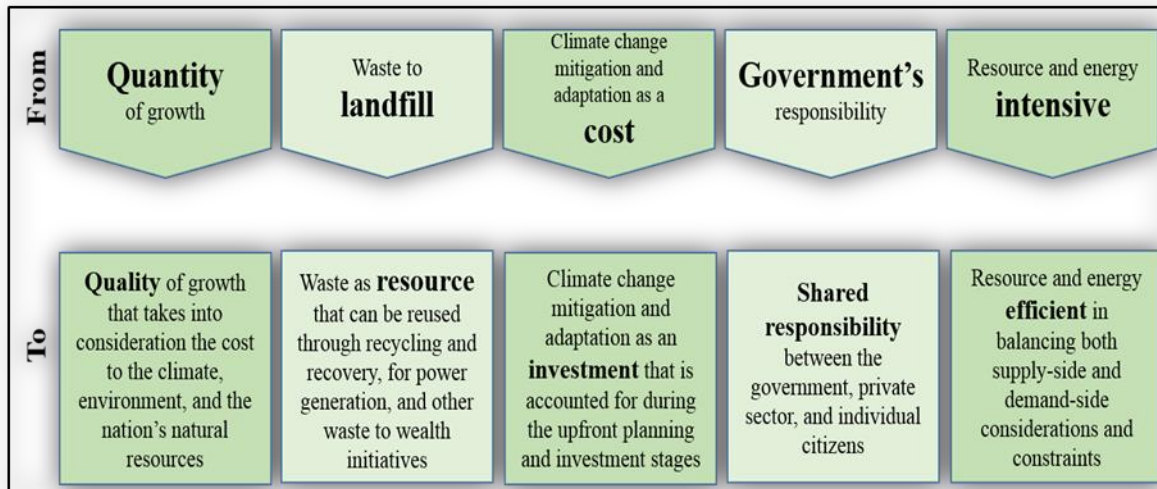 From
Quantity
of growth
Waste to
landfill
Climate change
mitigation and
adaptation as a
cost
Government's
responsibility
Resource and energy
intensive
To
Quality of growth
that takes into
consideration the cost
to the climate,
environment, and the
nation's natural
resources
Waste as resource
that can be reused
through recycling and
recovery, for power
generation, and other
waste to wealth
initiatives
Climate change
mitigation and
adaptation as an
investment that is
accounted for during
the upfront planning
and investment stages
Shared
responsibility
between the
government, private
sector, and individual
citizens
Resource and energy
efficient in
balancing both
supply-side and
demand-side
considerations and
constraints